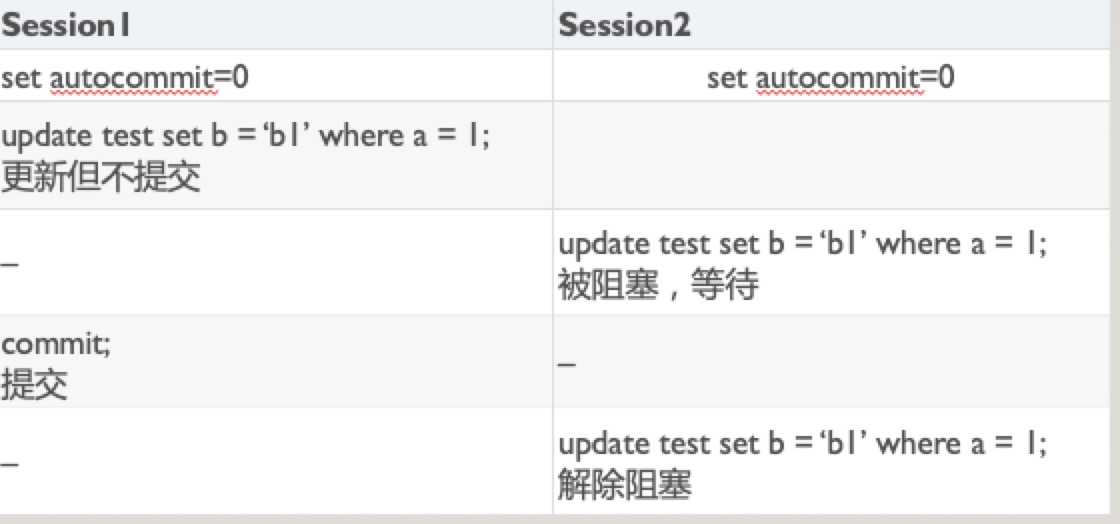 Session1 Session2
set autocommit=0 set autocommit=0
update test set b = ‘b1’ where a = 1;
更新但不提交
– update test set b = ‘b1’ where a = 1;
被阻塞，等待
commit;
提交 –
– update test set b = ‘b1’ where a = 1;
解除阻塞